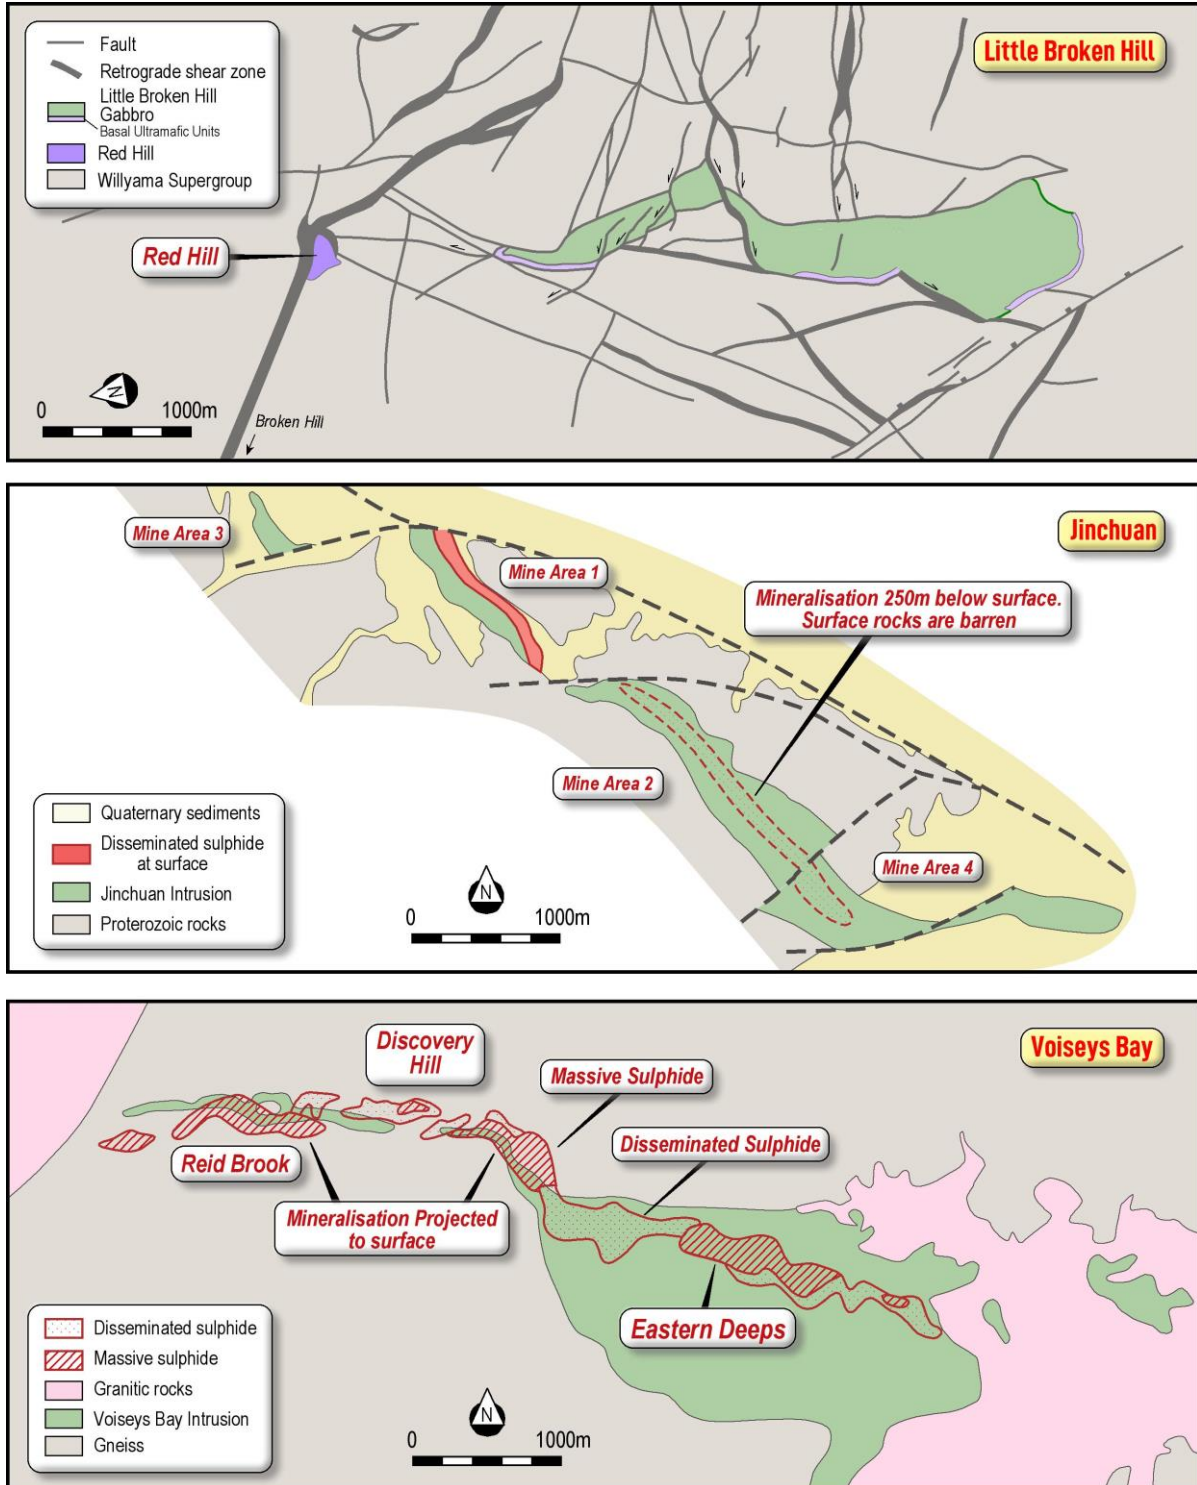 Fault
Retrograde shear zone
Little Broken Hill
Gabbro
Basal Ultramafic Units
Red Hill
Willyama Supergroup
Little Broken Hill
Red Hill
N
0 1000m
Broken Hill
Jinchuan
Mine Area 3
Mine Area 1
Mineralisation 250m below surface.
Surface rocks are barren
Mine Area 2
Mine Area 4
Quaternary sediments
Disseminated sulphide
at surface
Jinchuan Intrusion
Proterozoic rocks
N
0 1000m
Voiseys Bay
Discovery
Hill
Massive Sulphide
Disseminated Sulphide
Reid Brook
Mineralisation Projected
to surface
Eastern Deeps
Disseminated sulphide
Massive sulphide
Granitic rocks
Voiseys Bay Intrusion
Gneiss
N
0 1000m